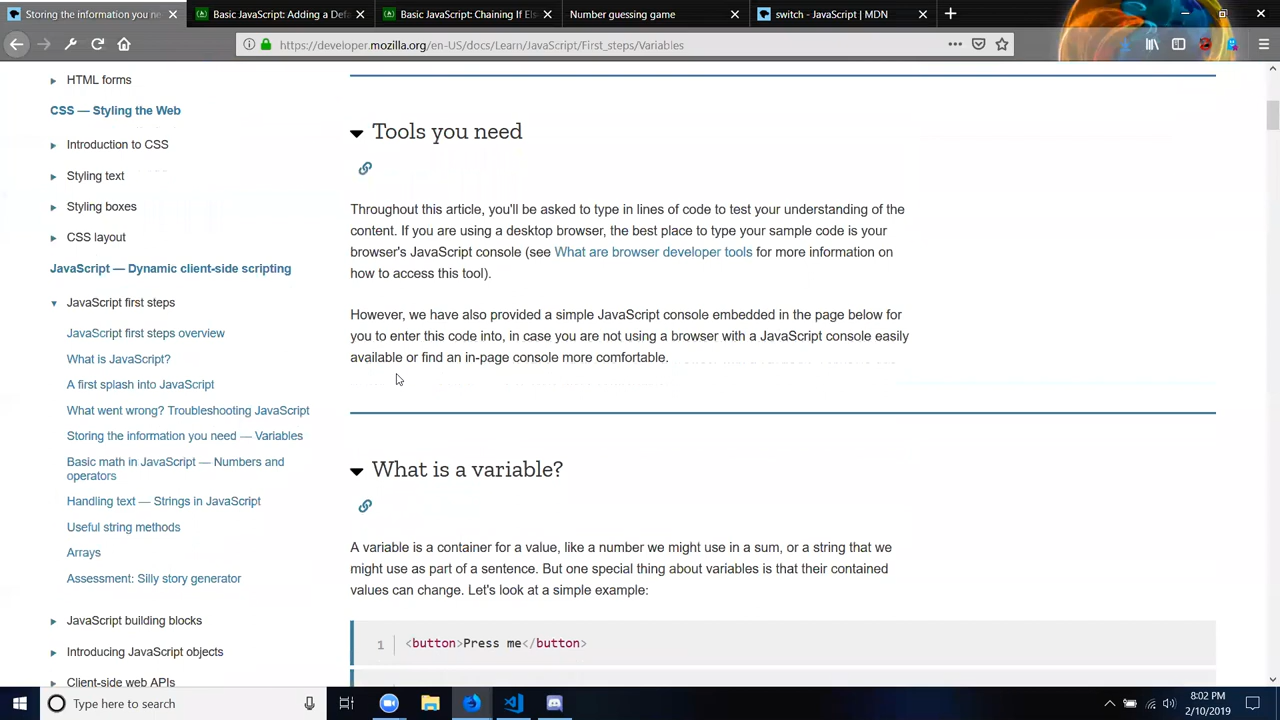 Storing the information you ne
Basic JavaScript: Adding a Def
Basic JavaScript: Chaining If Els
Number guessing game
switch - JavaScript | MDN
https://developer.mozilla.org/en-US/docs/Learn/JavaScript/First_steps/Variables
HTML forms
CSS — Styling the Web
Introduction to CSS
Styling text
Styling boxes
CSS layout
JavaScript — Dynamic client-side scripting
JavaScript first steps
JavaScript first steps overview
What is JavaScript?
A first splash into JavaScript
What went wrong? Troubleshooting JavaScript
Storing the information you need — Variables
Basic math in JavaScript — Numbers and
operators
Handling text — Strings in JavaScript
Useful string methods
Arrays
Assessment: Silly story generator
JavaScript building blocks
Introducing JavaScript objects
Client-side web APIs
Tools you need
Throughout this article, you'll be asked to type in lines of code to test your understanding of the
content. If you are using a desktop browser, the best place to type your sample code is your
browser's JavaScript console (see What are browser developer tools for more information on
how to access this tool).
However, we have also provided a simple JavaScript console embedded in the page below for
you to enter this code into, in case you are not using a browser with a JavaScript console easily
available or find an in-page console more comfortable.
What is a variable?
A variable is a container for a value, like a number we might use in a sum, or a string that we
might use as part of a sentence. But one special thing about variables is that their contained
values can change. Let's look at a simple example:
1 <button>Press me</button>
Type here to search
8:02 PM
2/10/2019